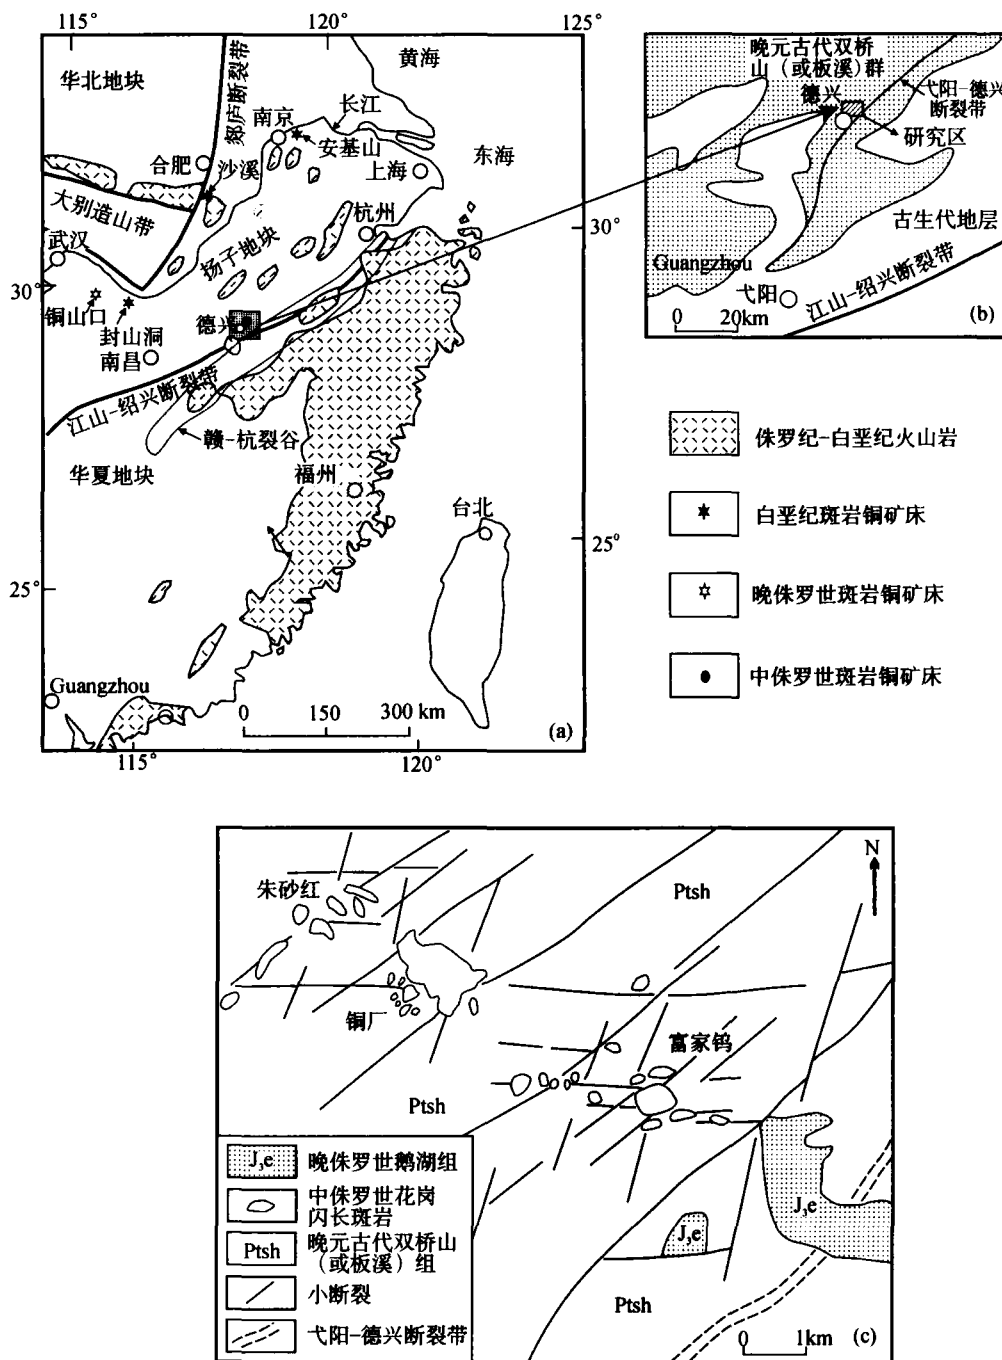 115°
120°
125°
华北地块
郯庐断裂带
黄海
南京
长江
安基山
合肥
沙溪
上海
东海
大别造山带
杭州
武汉
扬子地块
30°
30°
铜山口
封山洞
德兴
南昌
江山-绍兴断裂带
赣-杭裂谷
华夏地块
福州
台北
25°
25°
Guangzhou
0 150 300 km
(a)
115°
120°
晚元古代双桥
山（或板溪）群
德兴
弋阳-德兴
断裂带
研究区
古生代地层
Guangzhou
弋阳
江山-绍兴断裂带
0 20km
(b)
侏罗纪-白垩纪火山岩
白垩纪斑岩铜矿床
晚侏罗世斑岩铜矿床
中侏罗世斑岩铜矿床
N
朱砂红
Ptsh
铜厂
富家钨
Ptsh
J₃e
J₃e
Ptsh
0 1km
(c)
J₃e 晚侏罗世鹅湖组
中侏罗世花岗
闪长斑岩
Ptsh 晚元古代双桥山
（或板溪）组
小断裂
弋阳-德兴断裂带